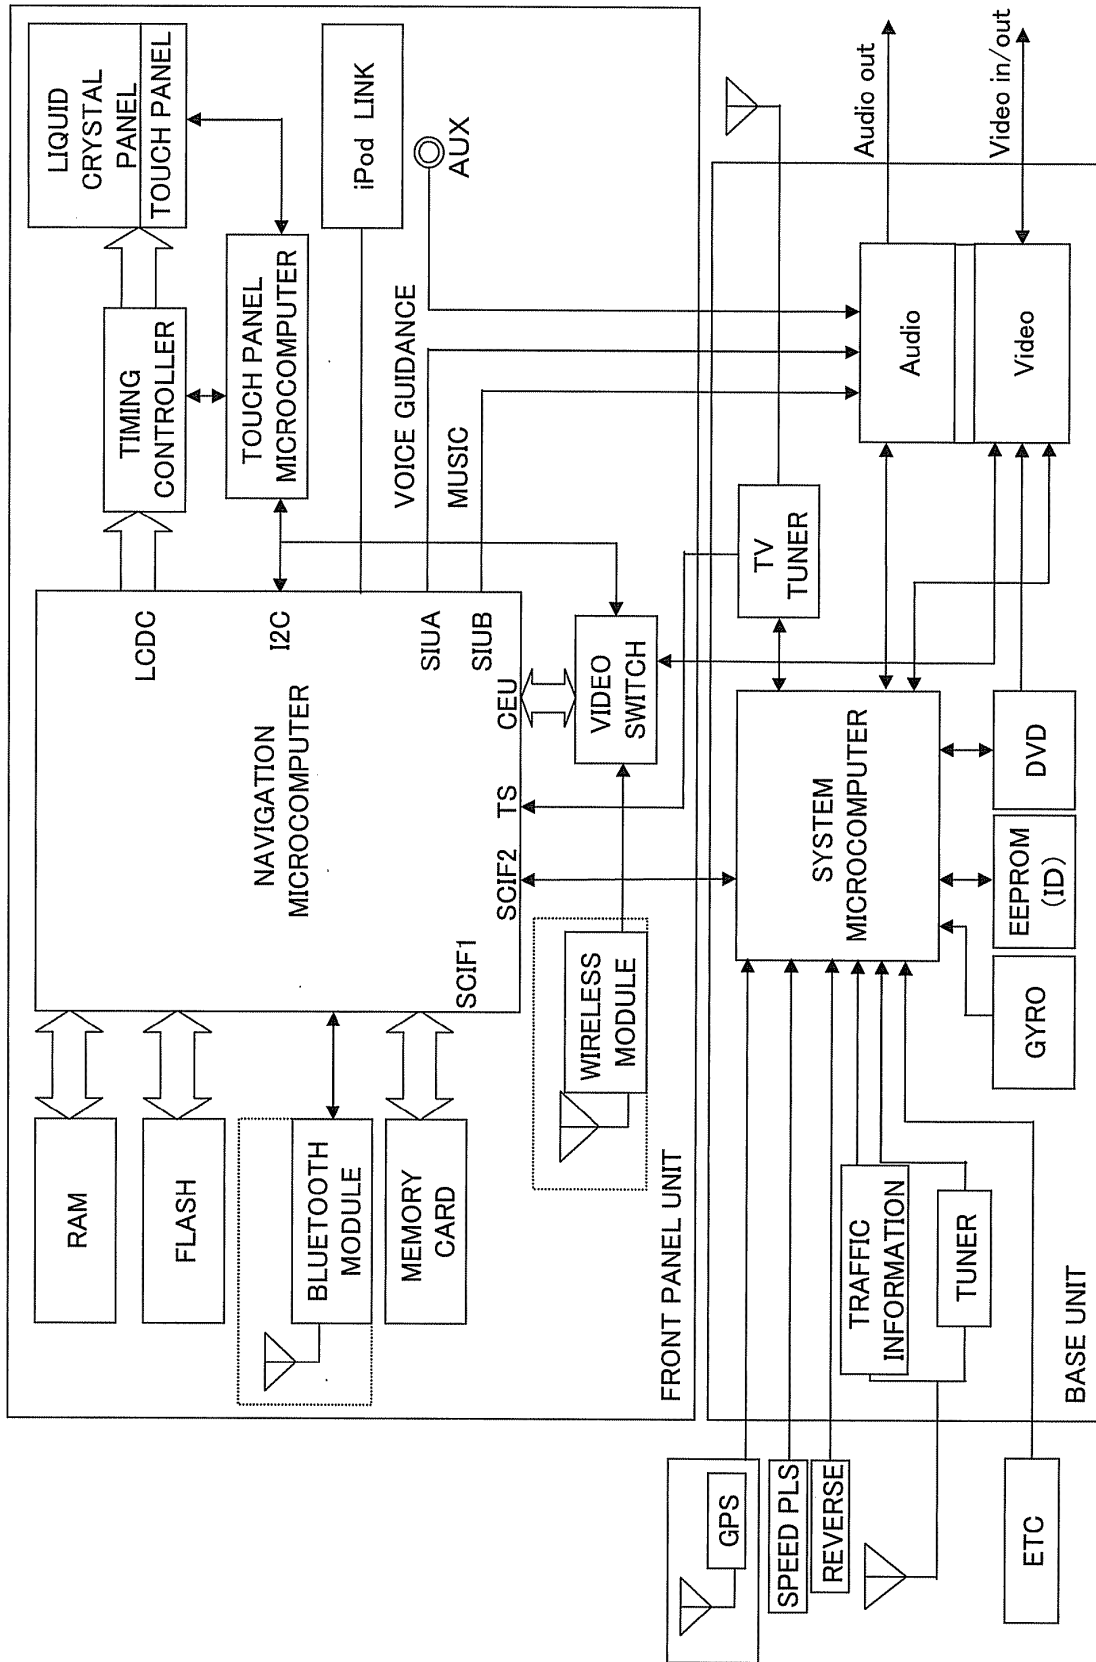 RAM
FLASH
BLUETOOTH
MODULE
MEMORY
CARD
WIRELESS
MODULE
NAVIGATION
MICROCOMPUTER
LCDC
I2C
SIUA
SIUB
CEU
TS
SCIF2
SCIF1
TIMING
CONTROLLER
LIQUID
CRYSTAL
PANEL
TOUCH PANEL
TOUCH PANEL
MICROCOMPUTER
iPod LINK
AUX
VOICE GUIDANCE
MUSIC
VIDEO
SWITCH
FRONT PANEL UNIT
GPS
SPEED PLS
REVERSE
ETC
TRAFFIC
INFORMATION
TUNER
SYSTEM
MICROCOMPUTER
TV
TUNER
GYRO
EEPROM
(ID)
DVD
Audio
Video
Audio out
Video in/out
BASE UNIT